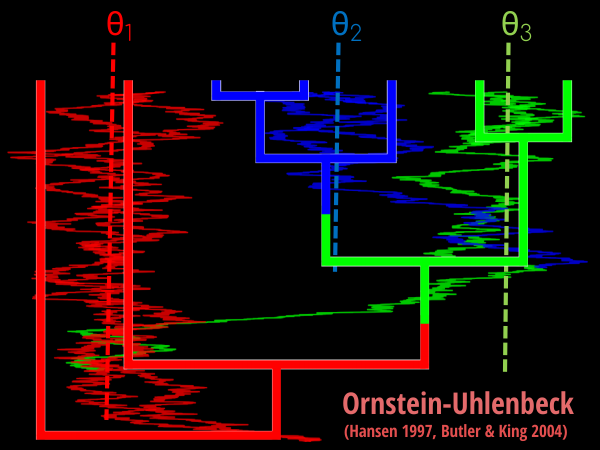 θ1 θ2 θ3
Ornstein-Uhlenbeck
(Hansen 1997, Butler & King 2004)